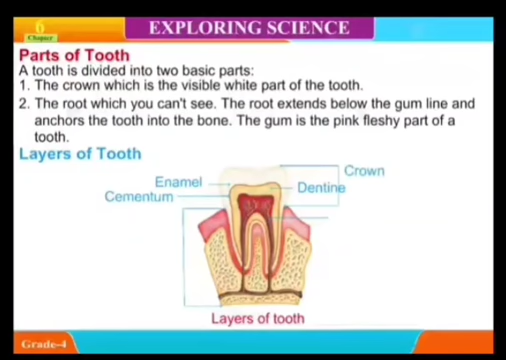 6
Chapter
EXPLORING SCIENCE
Parts of Tooth
A tooth is divided into two basic parts:
1. The crown which is the visible white part of the tooth.
2. The root which you can't see. The root extends below the gum line and
anchors the tooth into the bone. The gum is the pink fleshy part of a
tooth.
Layers of Tooth
Crown
Enamel
Dentine
Cementum
Layers of tooth
Grade-4